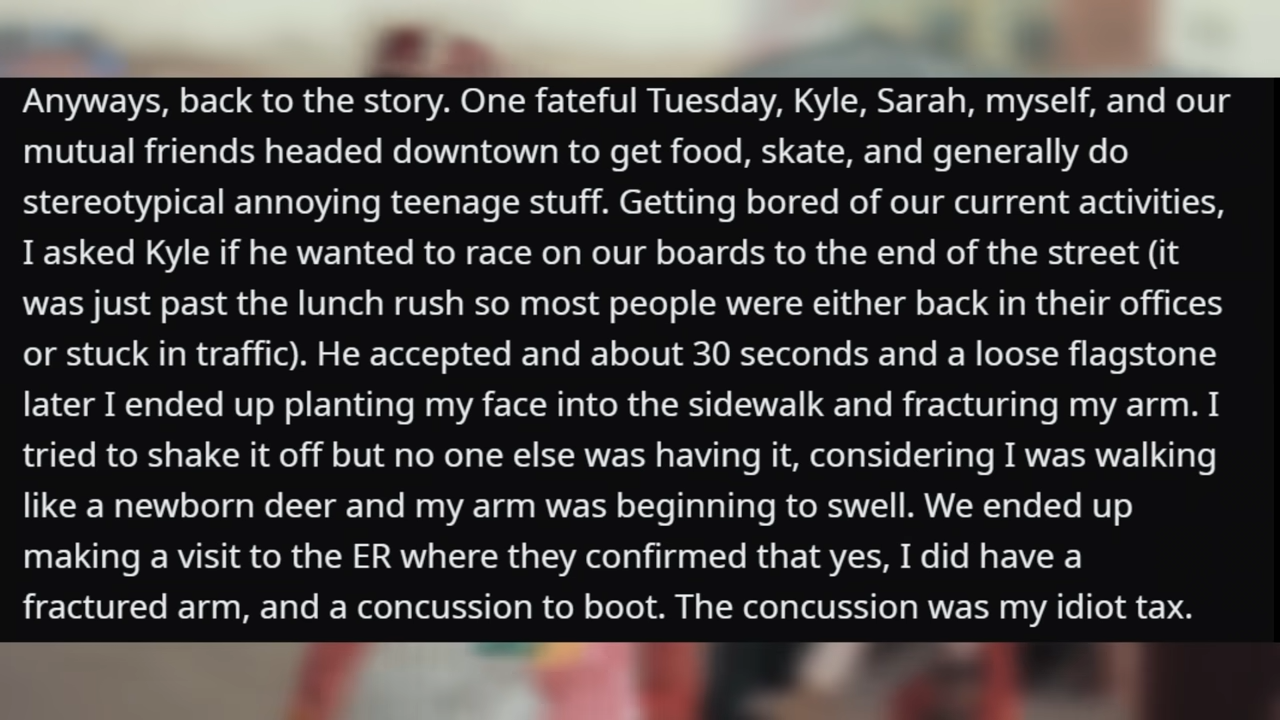 Anyways, back to the story. One fateful Tuesday, Kyle, Sarah, myself, and our
mutual friends headed downtown to get food, skate, and generally do
stereotypical annoying teenage stuff. Getting bored of our current activities,
I asked Kyle if he wanted to race on our boards to the end of the street (it
was just past the lunch rush so most people were either back in their offices
or stuck in traffic). He accepted and about 30 seconds and a loose flagstone
later I ended up planting my face into the sidewalk and fracturing my arm. I
tried to shake it off but no one else was having it, considering I was walking
like a newborn deer and my arm was beginning to swell. We ended up
making a visit to the ER where they confirmed that yes, I did have a
fractured arm, and a concussion to boot. The concussion was my idiot tax.